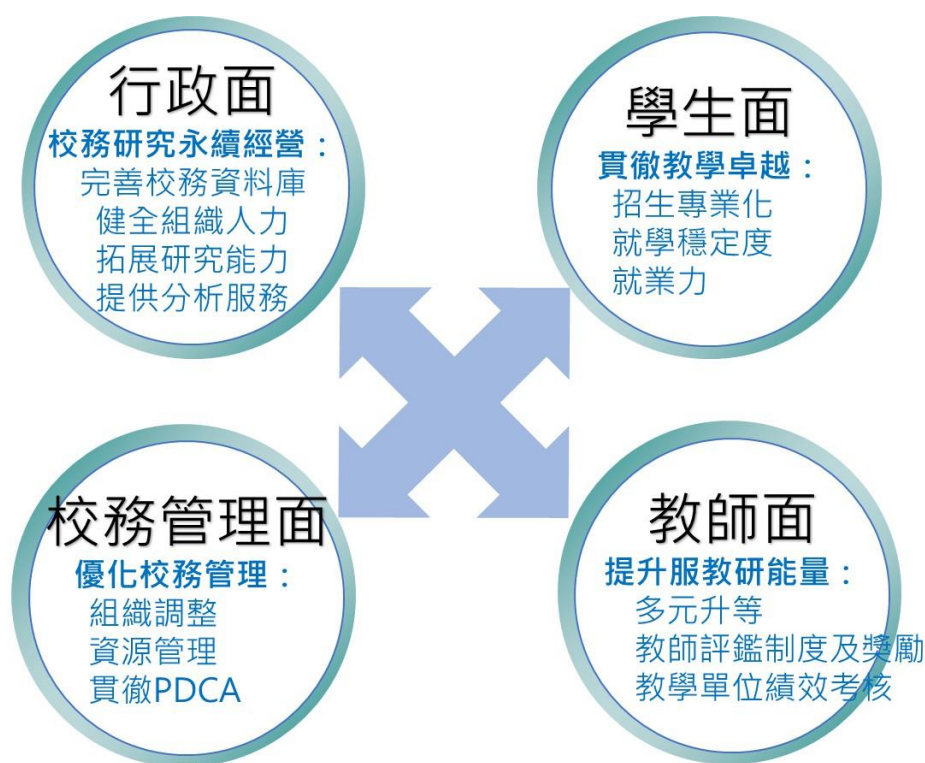 行政面
校務研究永續經營：
完善校務資料庫
健全組織人力
拓展研究能力
提供分析服務
學生面
貫徹教學卓越：
招生專業化
就學穩定度
就業力
校務管理面
優化校務管理：
組織調整
資源管理
貫徹PDCA
教師面
提升服教研能量：
多元升等
教師評鑑制度及獎勵
教學單位績效考核